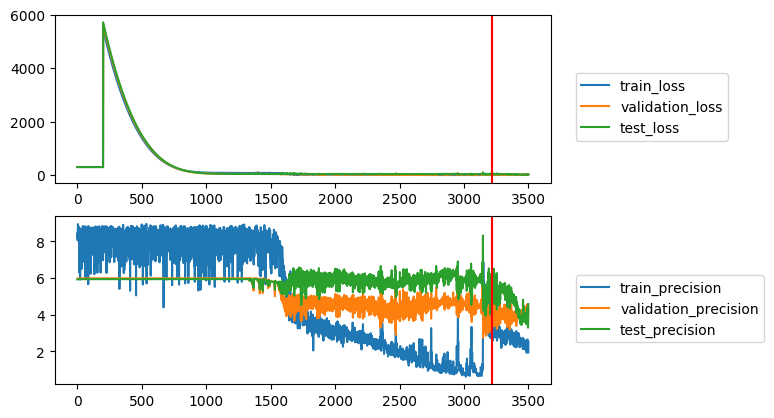 6000
4000
2000
0
0 500 1000 1500 2000 2500 3000 3500
train_loss
validation_loss
test_loss
8
6
4
2
0 500 1000 1500 2000 2500 3000 3500
train_precision
validation_precision
test_precision